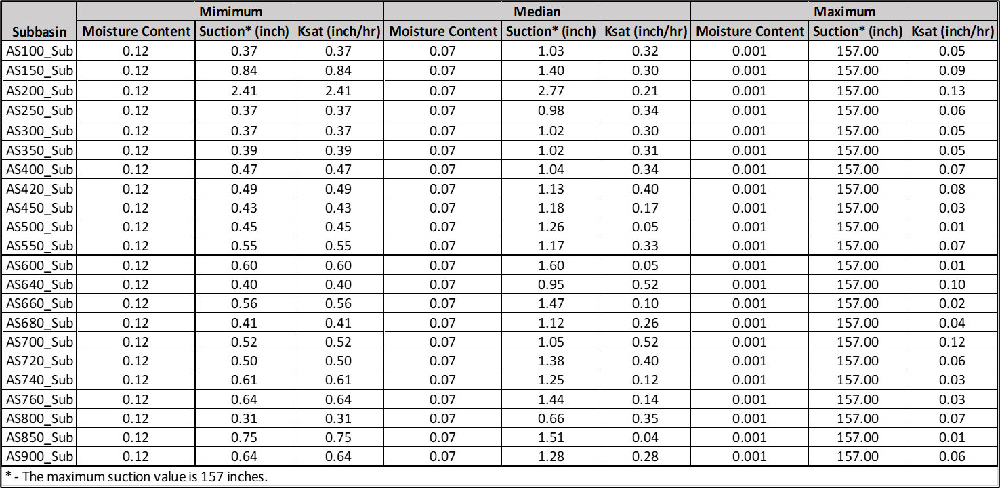 Mimimum Median Maximum
Subbasin Moisture Content Suction* (inch) Ksat (inch/hr) Moisture Content Suction* (inch) Ksat (inch/hr) Moisture Content Suction* (inch) Ksat (inch/hr)
AS100_Sub 0.12 0.37 0.37 0.07 1.03 0.32 0.001 157.00 0.05
AS150_Sub 0.12 0.84 0.84 0.07 1.40 0.30 0.001 157.00 0.09
AS200_Sub 0.12 2.41 2.41 0.07 2.77 0.21 0.001 157.00 0.13
AS250_Sub 0.12 0.37 0.37 0.07 0.98 0.34 0.001 157.00 0.06
AS300_Sub 0.12 0.37 0.37 0.07 1.02 0.30 0.001 157.00 0.05
AS350_Sub 0.12 0.39 0.39 0.07 1.02 0.31 0.001 157.00 0.05
AS400_Sub 0.12 0.47 0.47 0.07 1.04 0.34 0.001 157.00 0.07
AS420_Sub 0.12 0.49 0.49 0.07 1.13 0.40 0.001 157.00 0.08
AS450_Sub 0.12 0.43 0.43 0.07 1.18 0.17 0.001 157.00 0.03
AS500_Sub 0.12 0.45 0.45 0.07 1.26 0.05 0.001 157.00 0.01
AS550_Sub 0.12 0.55 0.55 0.07 1.17 0.33 0.001 157.00 0.07
AS600_Sub 0.12 0.60 0.60 0.07 1.60 0.05 0.001 157.00 0.01
AS640_Sub 0.12 0.40 0.40 0.07 0.95 0.52 0.001 157.00 0.10
AS660_Sub 0.12 0.56 0.56 0.07 1.47 0.10 0.001 157.00 0.02
AS680_Sub 0.12 0.41 0.41 0.07 1.12 0.26 0.001 157.00 0.04
AS700_Sub 0.12 0.52 0.52 0.07 1.05 0.52 0.001 157.00 0.12
AS720_Sub 0.12 0.50 0.50 0.07 1.38 0.40 0.001 157.00 0.06
AS740_Sub 0.12 0.61 0.61 0.07 1.25 0.12 0.001 157.00 0.03
AS760_Sub 0.12 0.64 0.64 0.07 1.44 0.14 0.001 157.00 0.03
AS800_Sub 0.12 0.31 0.31 0.07 0.66 0.35 0.001 157.00 0.07
AS850_Sub 0.12 0.75 0.75 0.07 1.51 0.04 0.001 157.00 0.01
AS900_Sub 0.12 0.64 0.64 0.07 1.28 0.28 0.001 157.00 0.06
* - The maximum suction value is 157 inches.